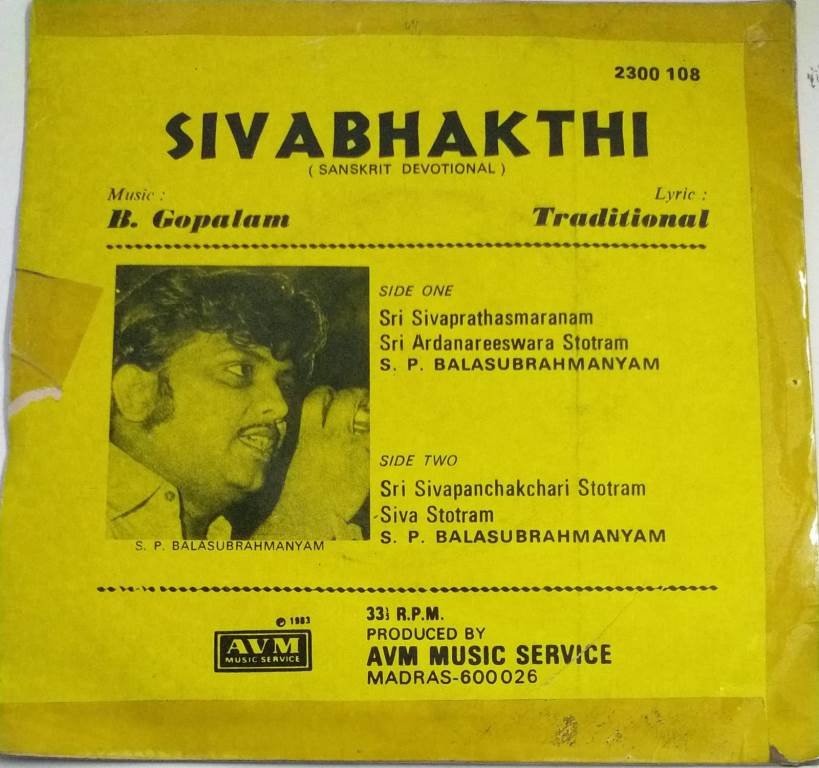 2300 108
SIVABHAKTHI
( SANSKRIT DEVOTIONAL )
Music : Lyric :
B. Gopalam Traditional
SIDE ONE
Sri Sivaprathasmaranam
Sri Ardanareeswara Stotram
S. P. BALASUBRAHMANYAM
SIDE TWO
Sri Sivapanchakchari Stotram
Siva Stotram
S. P. BALASUBRAHMANYAM
S. P. BALASUBRAHMANYAM
℗ 1983
AVM
MUSIC SERVICE
33⅓ R.P.M.
PRODUCED BY
AVM MUSIC SERVICE
MADRAS-600026